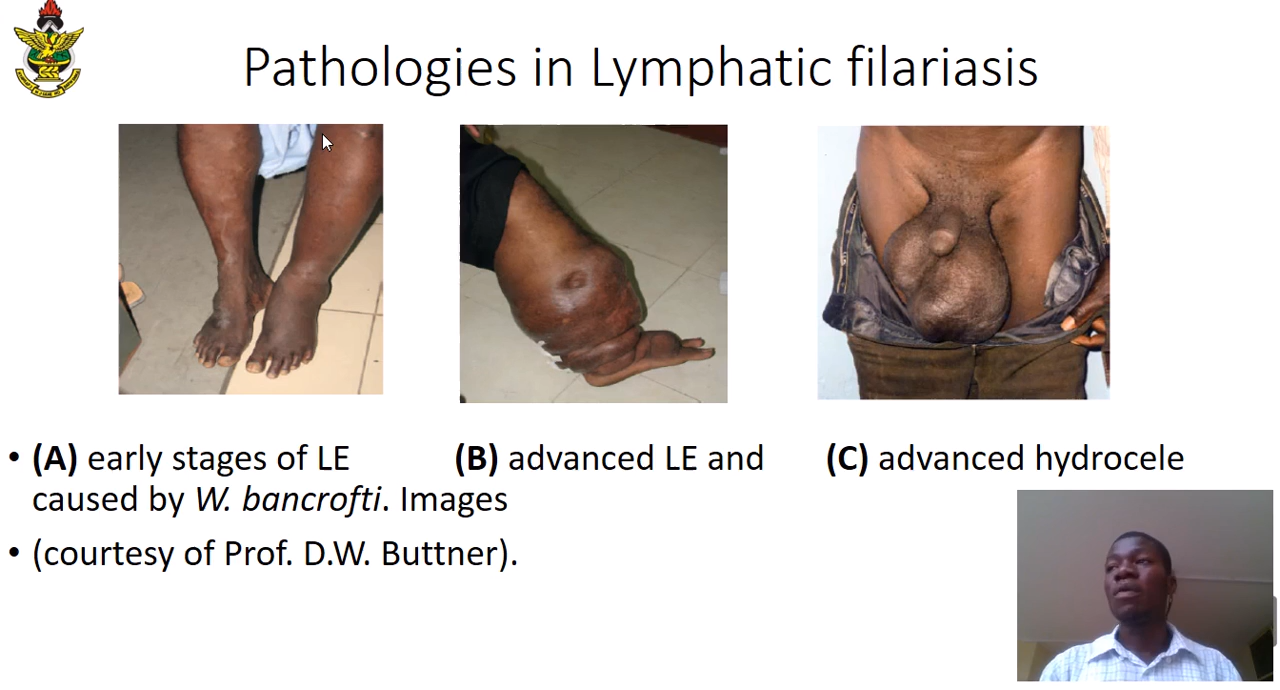 Pathologies in Lymphatic filariasis
• (A) early stages of LE (B) advanced LE and (C) advanced hydrocele
caused by W. bancrofti. Images
• (courtesy of Prof. D.W. Buttner).